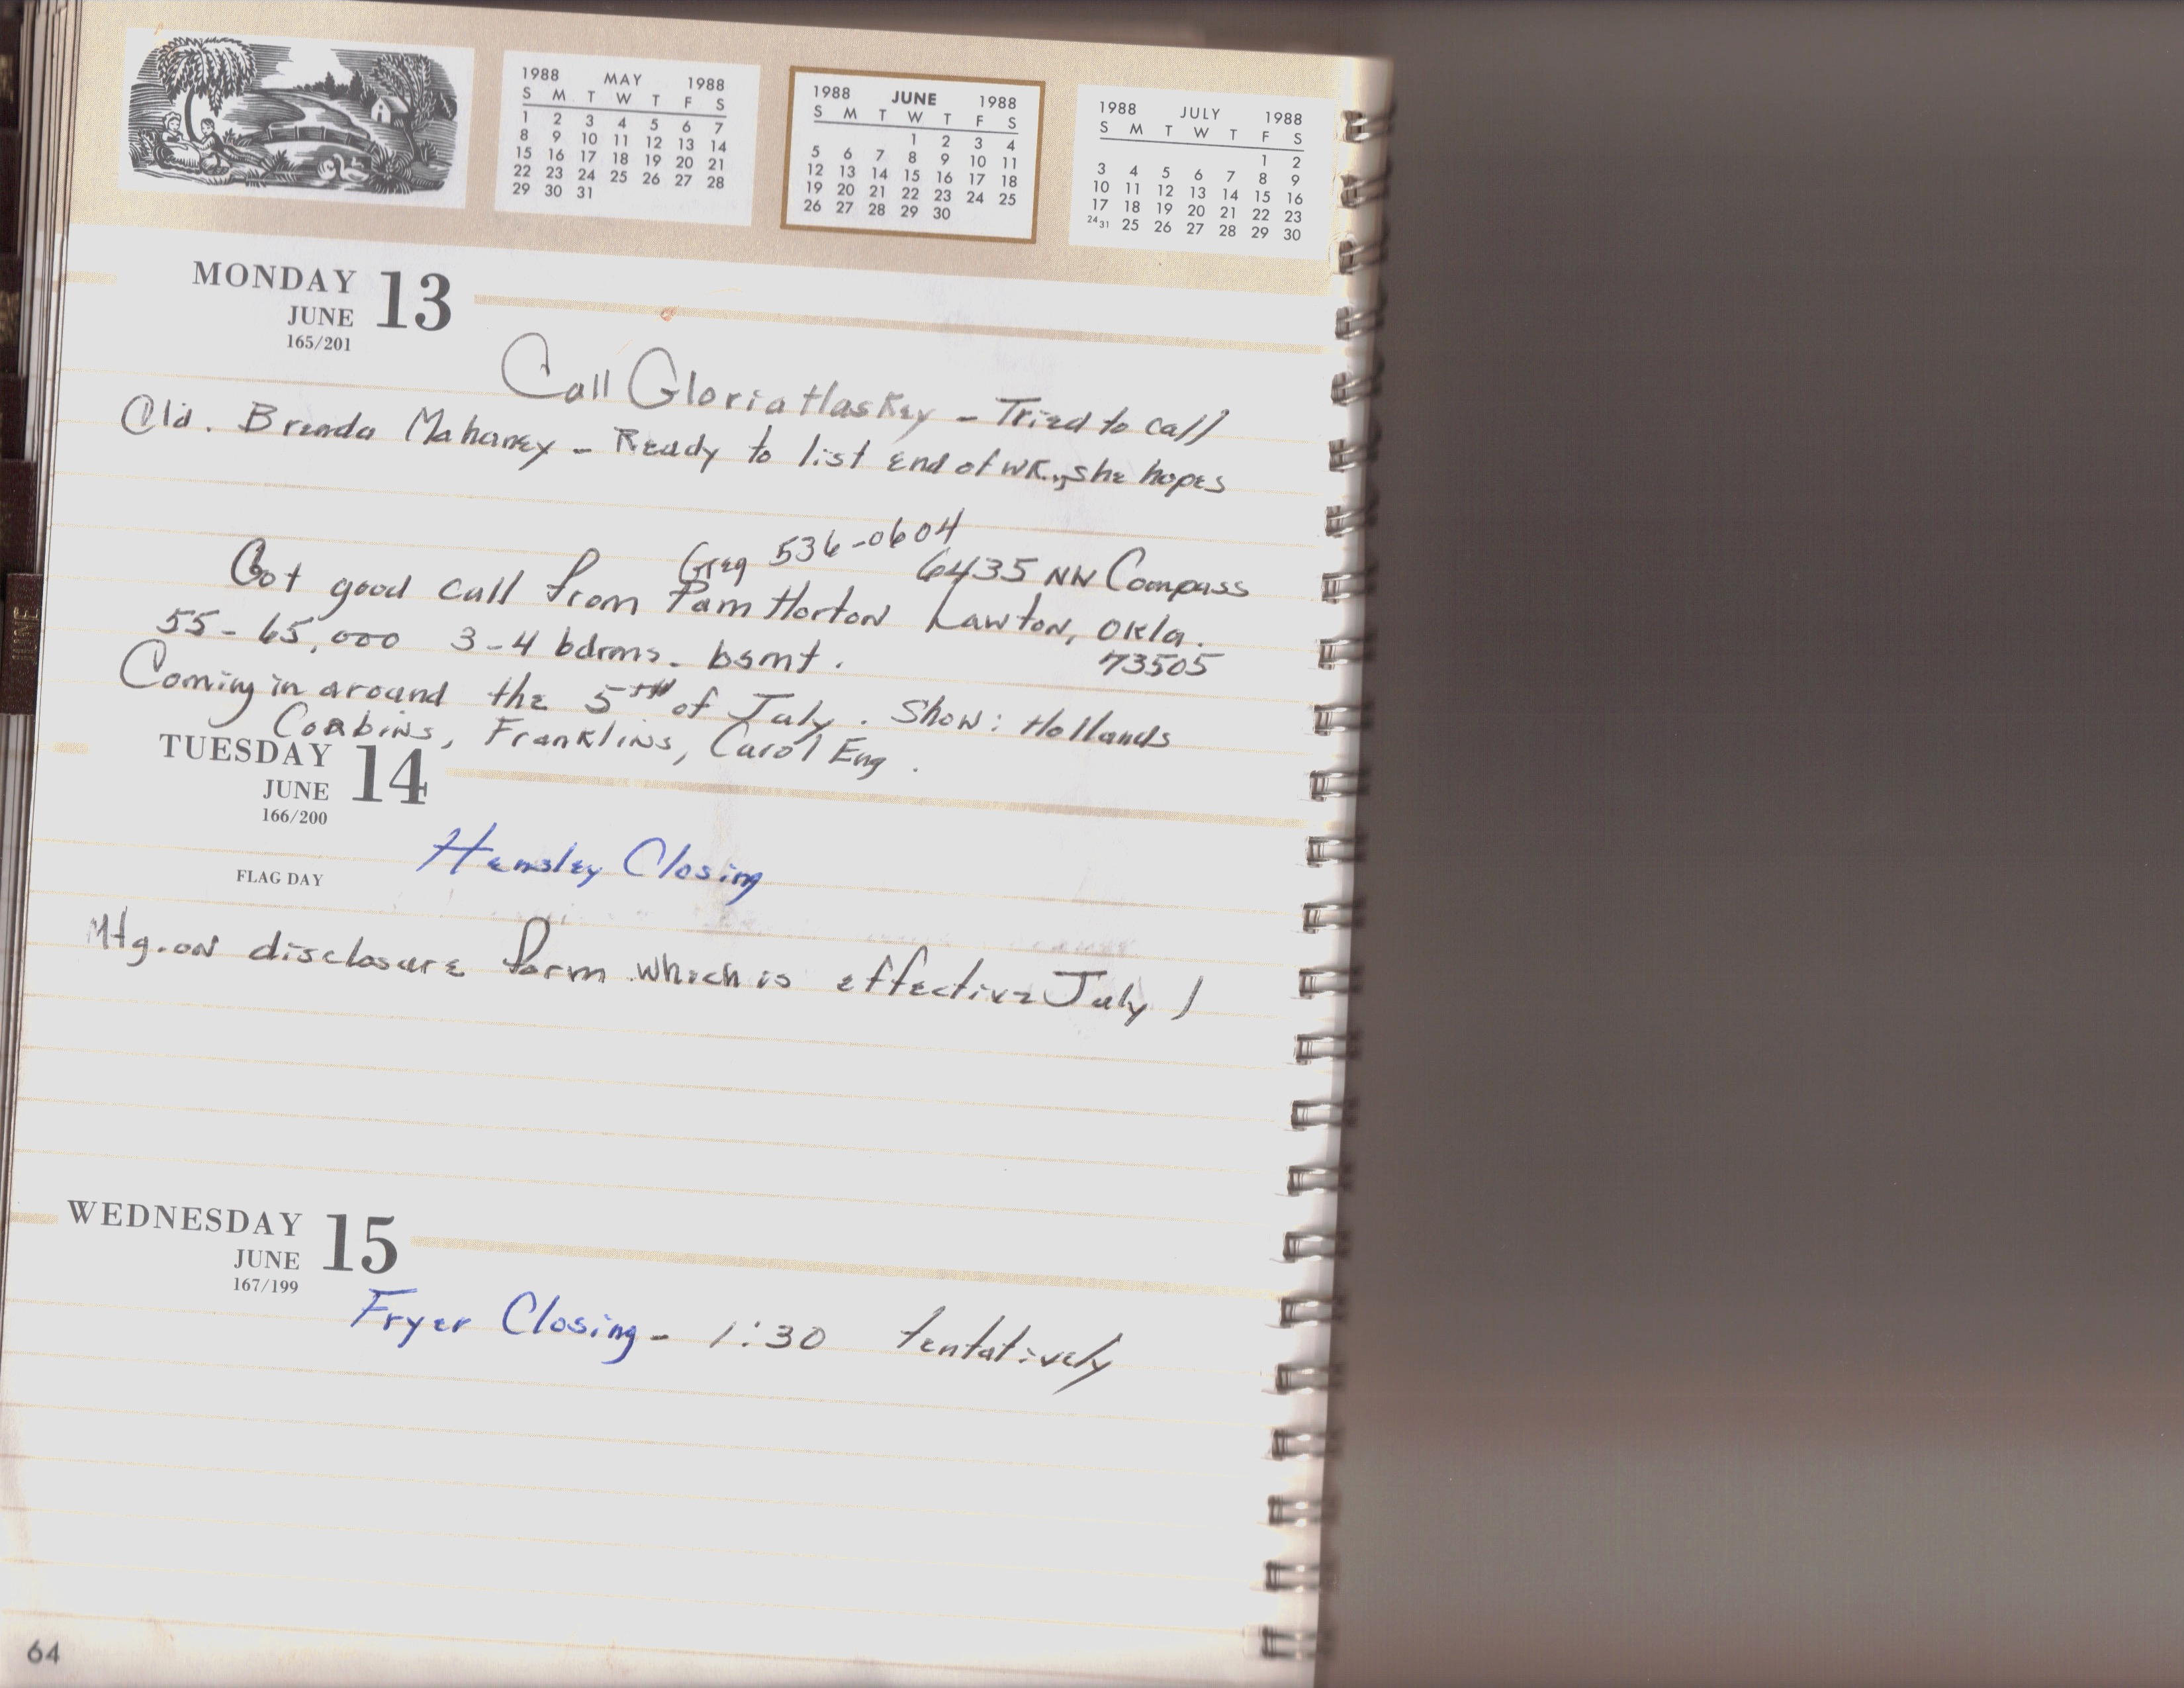 1988 MAY 1988
S M T W T F S
1 2 3 4 5 6 7
8 9 10 11 12 13 14
15 16 17 18 19 20 21
22 23 24 25 26 27 28
29 30 31
1988 JUNE 1988
S M T W T F S
1 2 3 4
5 6 7 8 9 10 11
12 13 14 15 16 17 18
19 20 21 22 23 24 25
26 27 28 29 30
1988 JULY 1988
S M T W T F S
1 2
3 4 5 6 7 8 9
10 11 12 13 14 15 16
17 18 19 20 21 22 23
24 31 25 26 27 28 29 30
MONDAY 13
JUNE
165/201
Call Gloria Haskey - Tried to call
Cld. Brenda Mahaney - Ready to list end of wk., she hopes
Greg 536-0604 6435 NW Compass
Got good call from Pam Horton Lawton, Okla.
55-65,000 3-4 bdrms. bsmt. 73505
Coming in around the 5TH of July. Show: Hollands
Corbins, Franklins, Carol Eng.
TUESDAY 14
JUNE
166/200
FLAG DAY
Hensley Closing
Mtg. on disclosure form which is effective July 1
WEDNESDAY 15
JUNE
167/199
Fryer Closing - 1:30 tentatively
64
JUNE